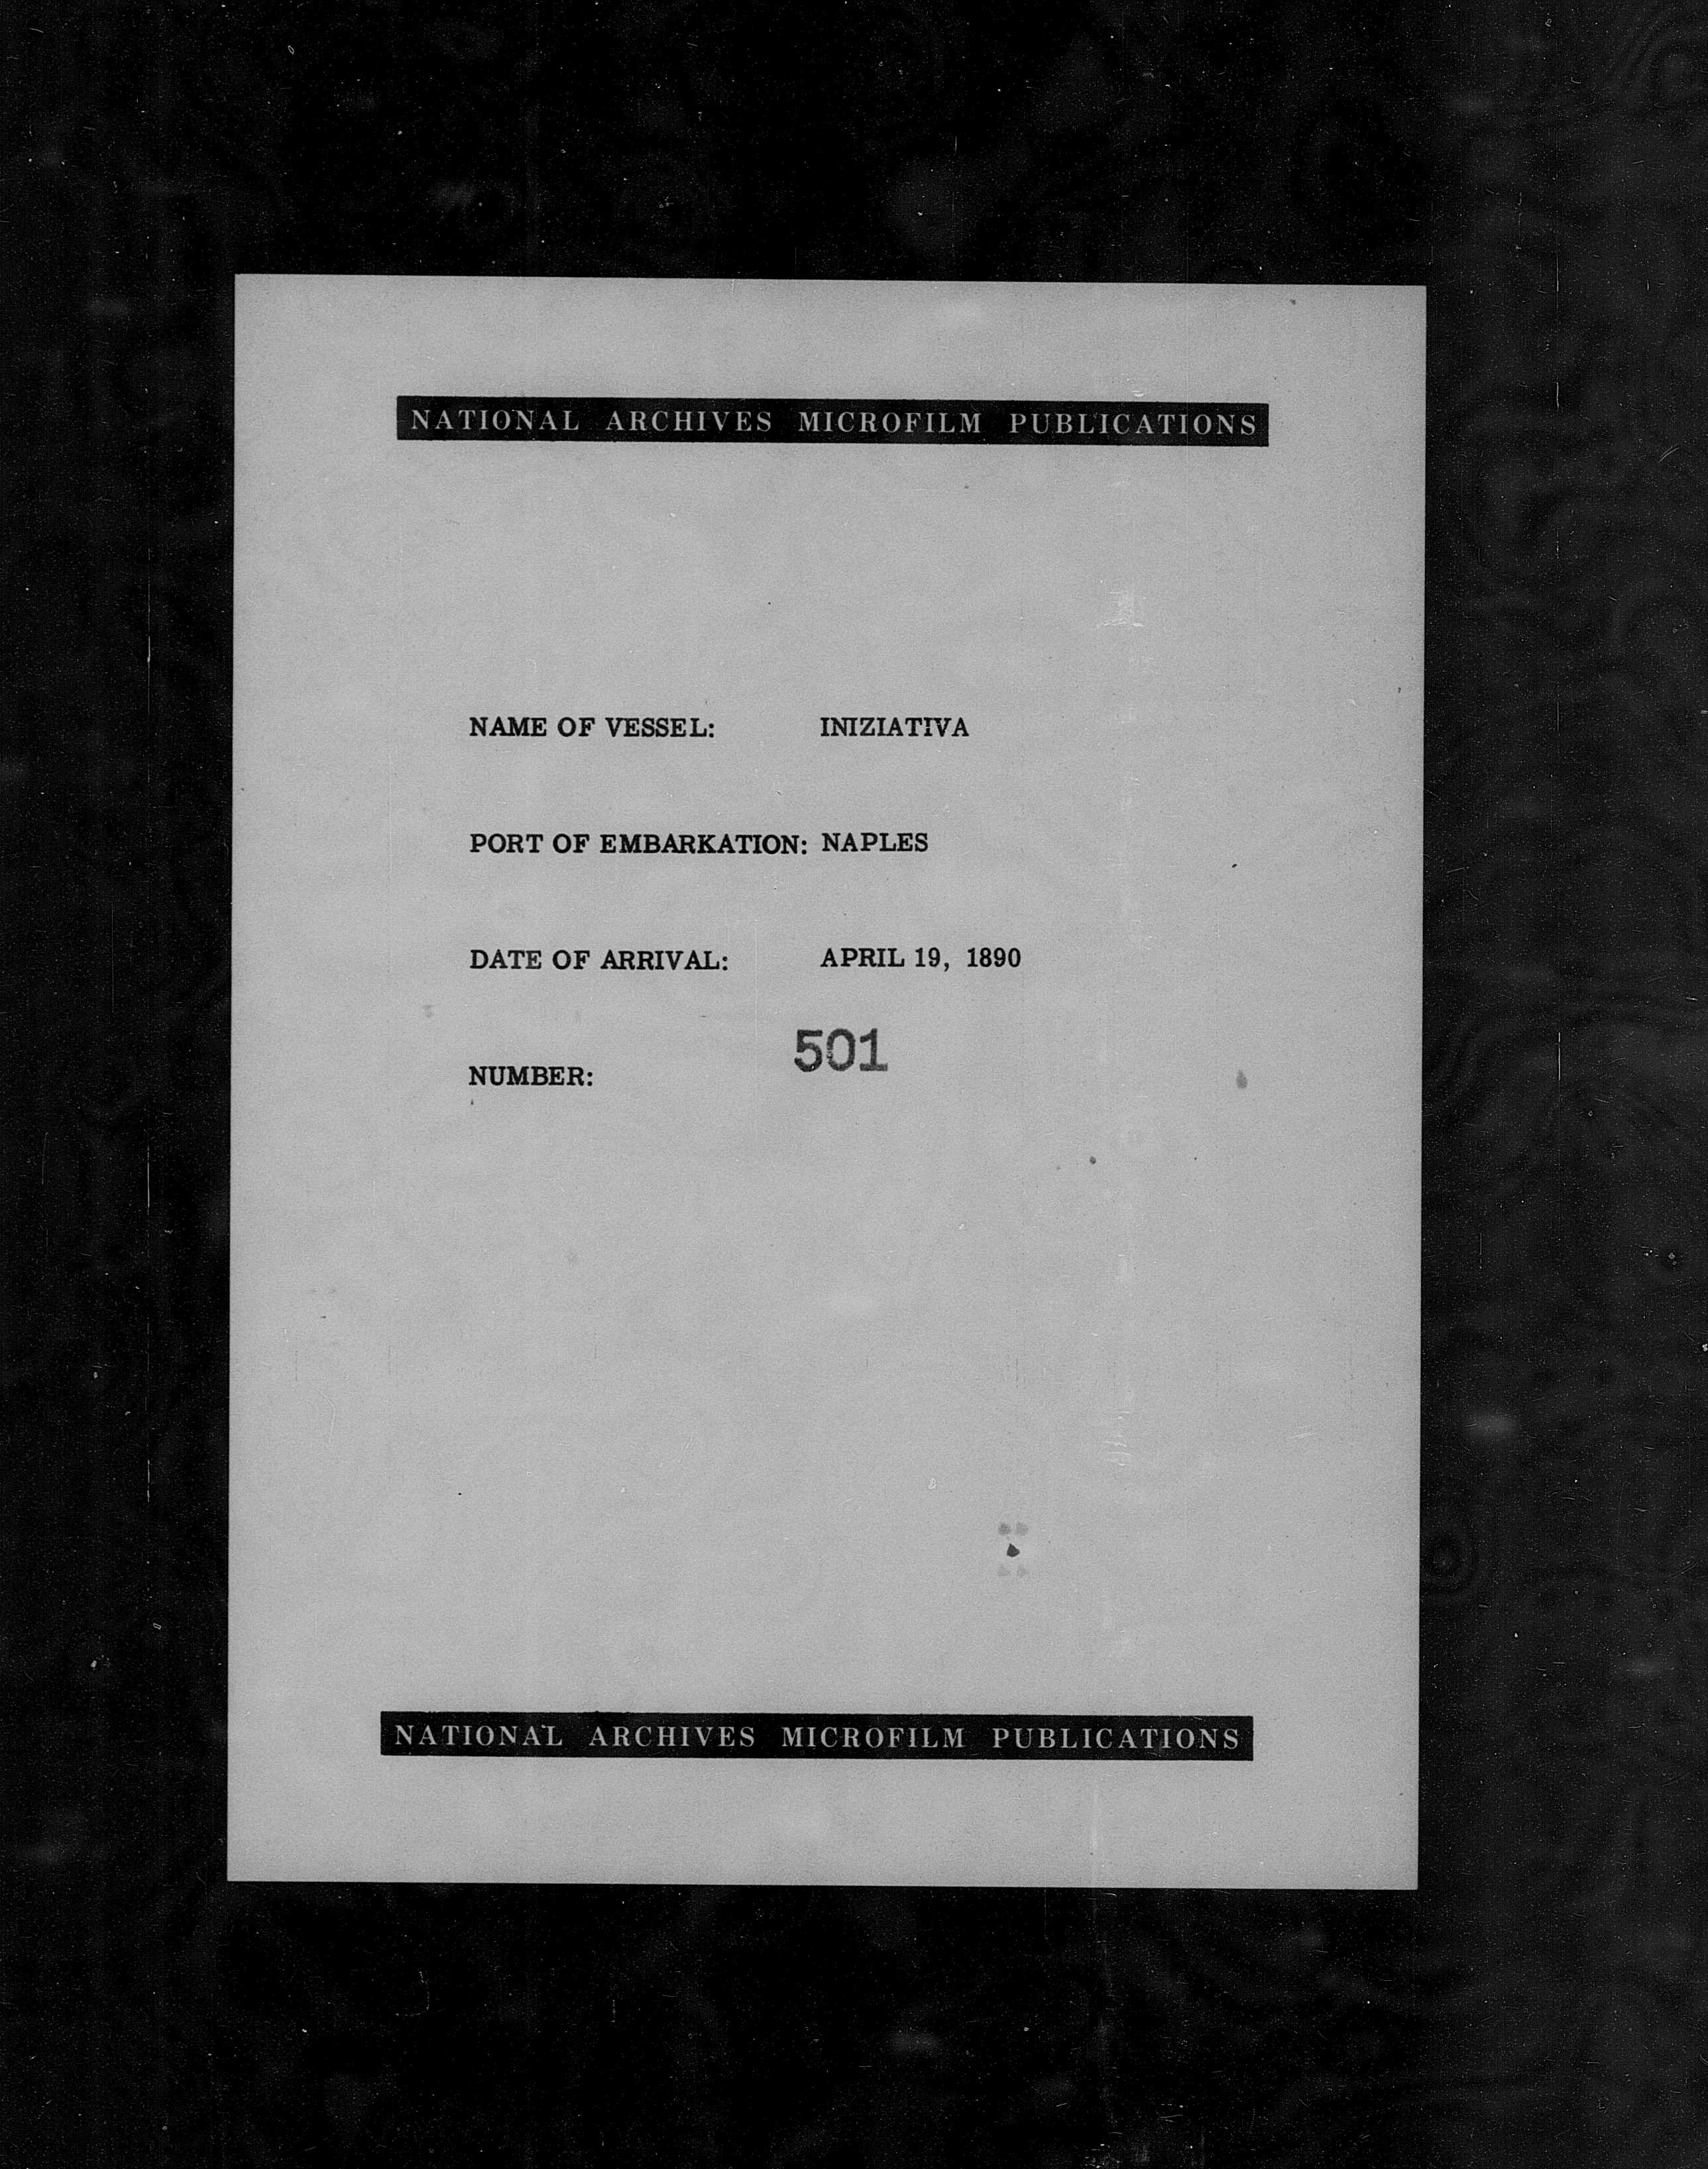 NATIONAL ARCHIVES MICROFILM PUBLICATIONS
NAME OF VESSEL: INIZIATIVA
PORT OF EMBARKATION: NAPLES
DATE OF ARRIVAL: APRIL 19, 1890
NUMBER: 501
NATIONAL ARCHIVES MICROFILM PUBLICATIONS